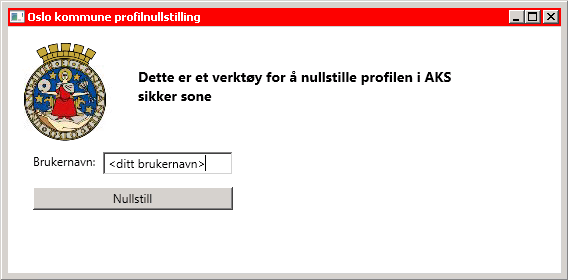 Oslo kommune profilnullstilling
Dette er et verktøy for å nullstille profilen i AKS
sikker sone
Brukernavn: <ditt brukernavn>
Nullstill